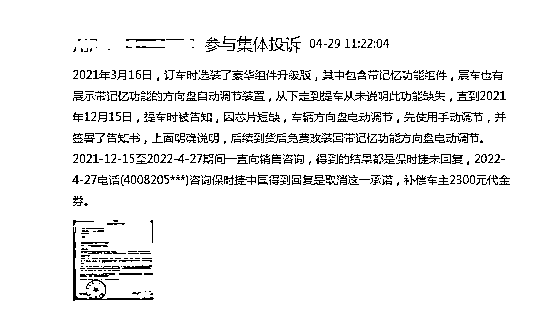 参与集体投诉 04-29 11:22:04
2021年3月16日，订车时选装了豪华组件升级版，其中包含带记忆功能组件，展车也有
展示带记忆功能的方向盘自动调节装置，从下定到提车从未说明此功能缺失，直到2021
年12月15日，提车时被告知，因芯片短缺，车辆方向盘电动调节，先使用手动调节，并
签署了告知书，上面明确说明，后续到货后免费改装回带记忆功能方向盘电动调节。
2021-12-15至2022-4-27期间一直向销售咨询，得到的结果都是保时捷未回复，2022-
4-27电话(4008205***)咨询保时捷中国得到回复是取消这一承诺，补偿车主2300元代金
券。